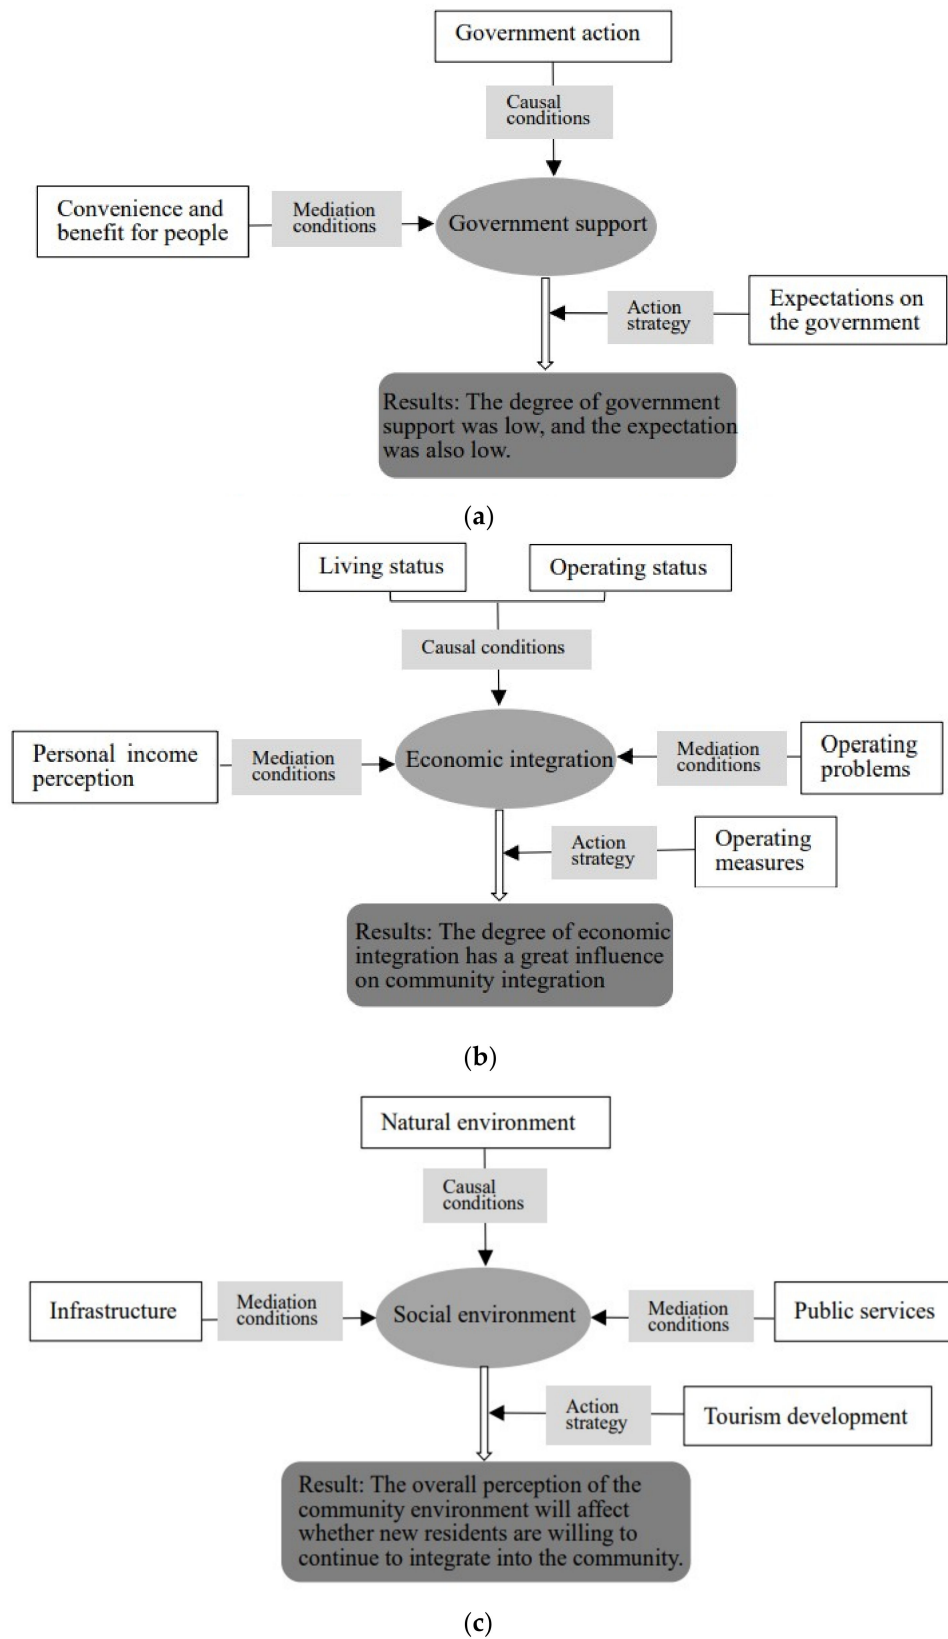 Government action
Causal
conditions
Convenience and
benefit for people
Mediation
conditions
Government support
Action
strategy
Expectations on
the government
Results: The degree of government
support was low, and the expectation
was also low.
(a)
Living status
Operating status
Causal conditions
Personal income
perception
Mediation
conditions
Economic integration
Mediation
conditions
Operating
problems
Action
strategy
Operating
measures
Results: The degree of economic
integration has a great influence
on community integration
(b)
Natural environment
Causal
conditions
Infrastructure
Mediation
conditions
Social environment
Mediation
conditions
Public services
Action
strategy
Tourism development
Result: The overall perception of the
community environment will affect
whether new residents are willing to
continue to integrate into the community.
(c)